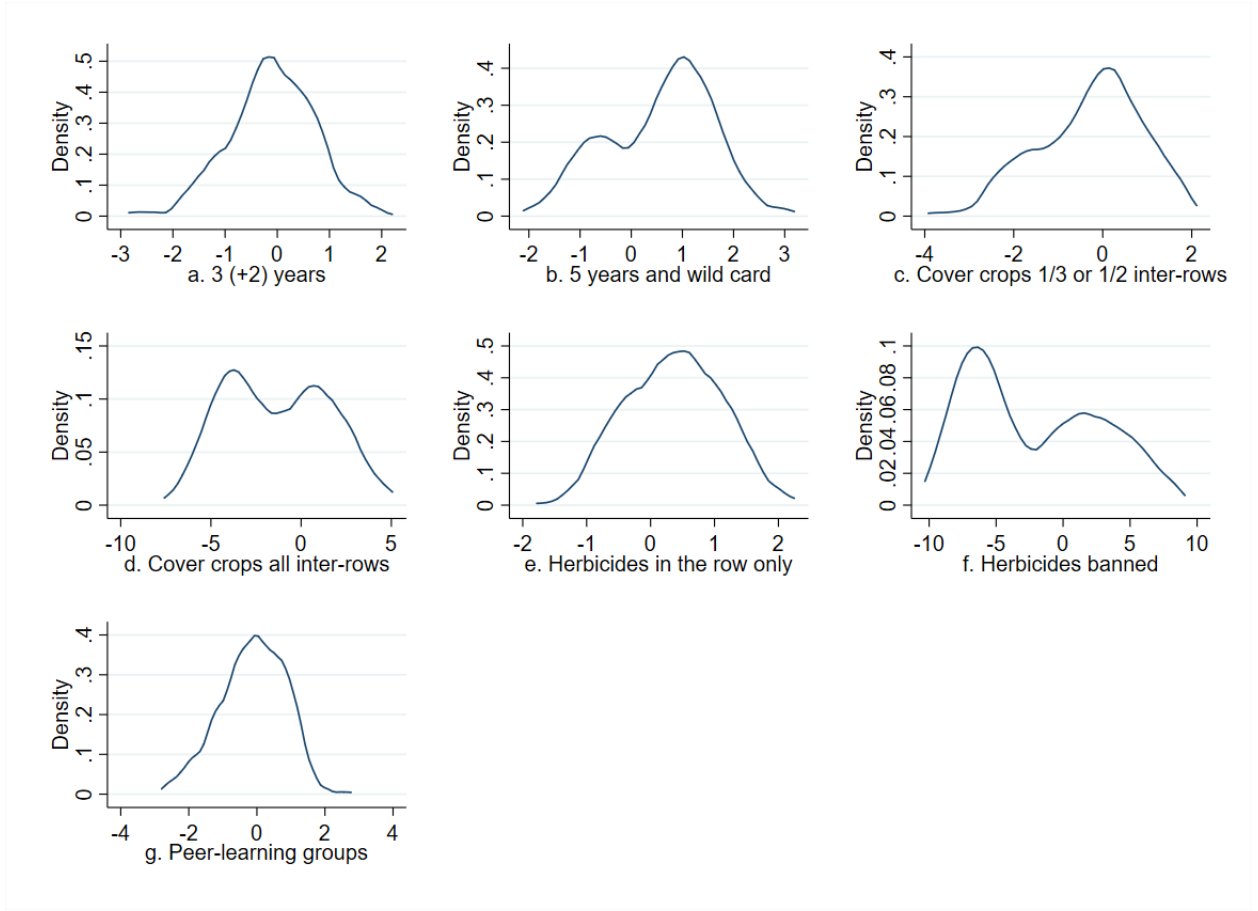 Density
0 .1 .2 .3 .4 .5
-3 -2 -1 0 1 2
a. 3 (+2) years
Density
0 .1 .2 .3 .4
-2 -1 0 1 2 3
b. 5 years and wild card
Density
0 .1 .2 .3 .4
-4 -2 0 2
c. Cover crops 1/3 or 1/2 inter-rows
Density
0 .05 .1 .15
-10 -5 0 5
d. Cover crops all inter-rows
Density
0 .1 .2 .3 .4 .5
-2 -1 0 1 2
e. Herbicides in the row only
Density
0 .02 .04 .06 .08 .1
-10 -5 0 5 10
f. Herbicides banned
Density
0 .1 .2 .3 .4
-4 -2 0 2 4
g. Peer-learning groups